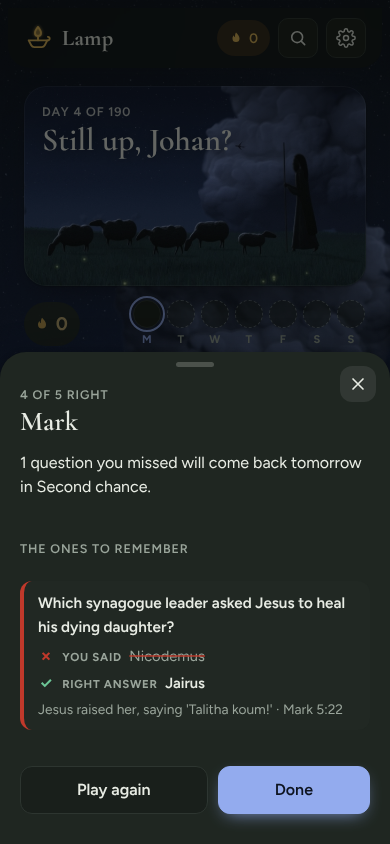 Lamp
0
DAY 4 OF 190
Still up, Johan?
0
M T W T F S S
4 OF 5 RIGHT
Mark
1 question you missed will come back tomorrow
in Second chance.
THE ONES TO REMEMBER
Which synagogue leader asked Jesus to heal
his dying daughter?
YOU SAID Nicodemus
RIGHT ANSWER Jairus
Jesus raised her, saying 'Talitha koum!' · Mark 5:22
Play again
Done